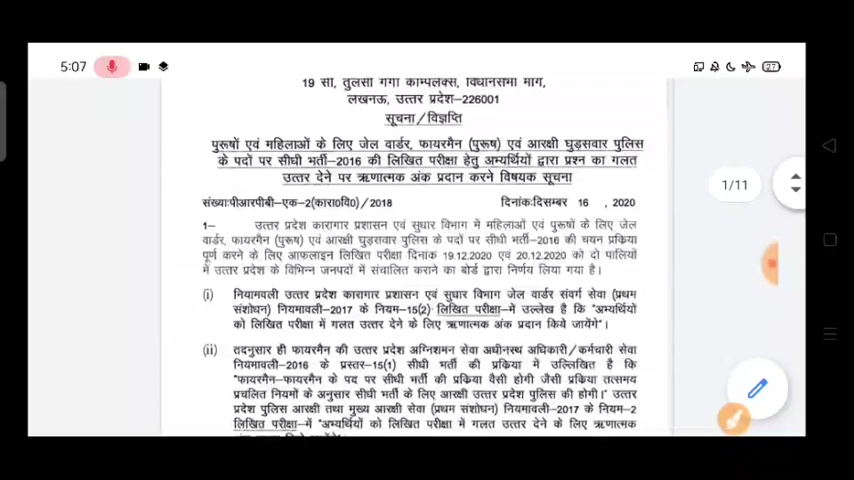 5:07
27
19 सी, तुलसी गंगा काम्पलेक्स, विधानसभा मार्ग,
लखनऊ, उत्तर प्रदेश-226001
सूचना/विज्ञप्ति
पुरूषों एवं महिलाओं के लिए जेल वार्डर, फायरमैन (पुरूष) एवं आरक्षी घुड़सवार पुलिस
के पदों पर सीधी भर्ती-2016 की लिखित परीक्षा हेतु अभ्यर्थियों द्वारा प्रश्न का गलत
उत्तर देने पर ऋणात्मक अंक प्रदान करने विषयक सूचना
संख्याःपीआरपीबी-एक-2(कारा0वि0)/2018 दिनांकःदिसम्बर 16 , 2020
1/11
1- उत्तर प्रदेश कारागार प्रशासन एवं सुधार विभाग में महिलाओं एवं पुरूषों के लिए जेल
वार्डर, फायरमैन (पुरूष) एवं आरक्षी घुड़सवार पुलिस के पदों पर सीधी भर्ती-2016 की चयन प्रक्रिया
पूर्ण करने के लिए आफलाइन लिखित परीक्षा दिनांक 19.12.2020 एवं 20.12.2020 को दो पालियों
में उत्तर प्रदेश के विभिन्न जनपदों में संचालित कराने का बोर्ड द्वारा निर्णय लिया गया है।
(i) नियामवली उत्तर प्रदेश कारागार प्रशासन एवं सुधार विभाग जेल वार्डर संवर्ग सेवा (प्रथम
संशोधन) नियमावली-2017 के नियम-15(2) लिखित परीक्षा-में उल्लेख है कि "अभ्यर्थियों
को लिखित परीक्षा में गलत उत्तर देने के लिए ऋणात्मक अंक प्रदान किये जायेंगे"।
(ii) तदनुसार ही फायरमैन की उत्तर प्रदेश अग्निशमन सेवा अधीनस्थ अधिकारी/कर्मचारी सेवा
नियमावली-2016 के प्रस्तर-15(1) सीधी भर्ती की प्रक्रिया में उल्लिखित है कि
"फायरमैन-फायरमैन के पद पर सीधी भर्ती की प्रक्रिया वैसी होगी जैसी प्रक्रिया तत्समय
प्रचलित नियमों के अनुसार सीधी भर्ती के लिए आरक्षी उत्तर प्रदेश पुलिस की होगी।" उत्तर
प्रदेश पुलिस आरक्षी तथा मुख्य आरक्षी सेवा (प्रथम संशोधन) नियमावली-2017 के नियम-2
लिखित परीक्षा-में "अभ्यर्थियों को लिखित परीक्षा में गलत उत्तर देने के लिए ऋणात्मक